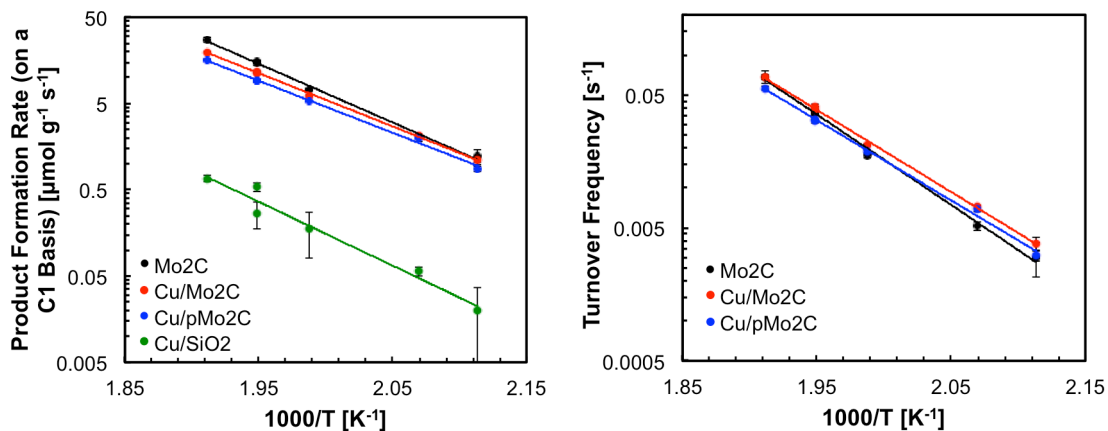 Product Formation Rate (on a
C1 Basis) [µmol g-1 s-1]
50
5
0.5
0.05
0.005
Mo2C
Cu/Mo2C
Cu/pMo2C
Cu/SiO2
1.85
1.95
2.05
2.15
1000/T [K-1]
Turnover Frequency [s-1]
0.05
0.005
0.0005
Mo2C
Cu/Mo2C
Cu/pMo2C
1.85
1.95
2.05
2.15
1000/T [K-1]